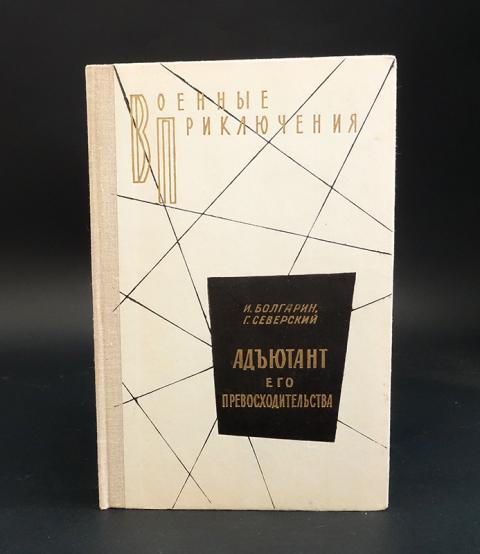 Военные
Приключения
И. БОЛГАРИН,
Г. СЕВЕРСКИЙ
АДЪЮТАНТ
ЕГО
ПРЕВОСХОДИТЕЛЬСТВА